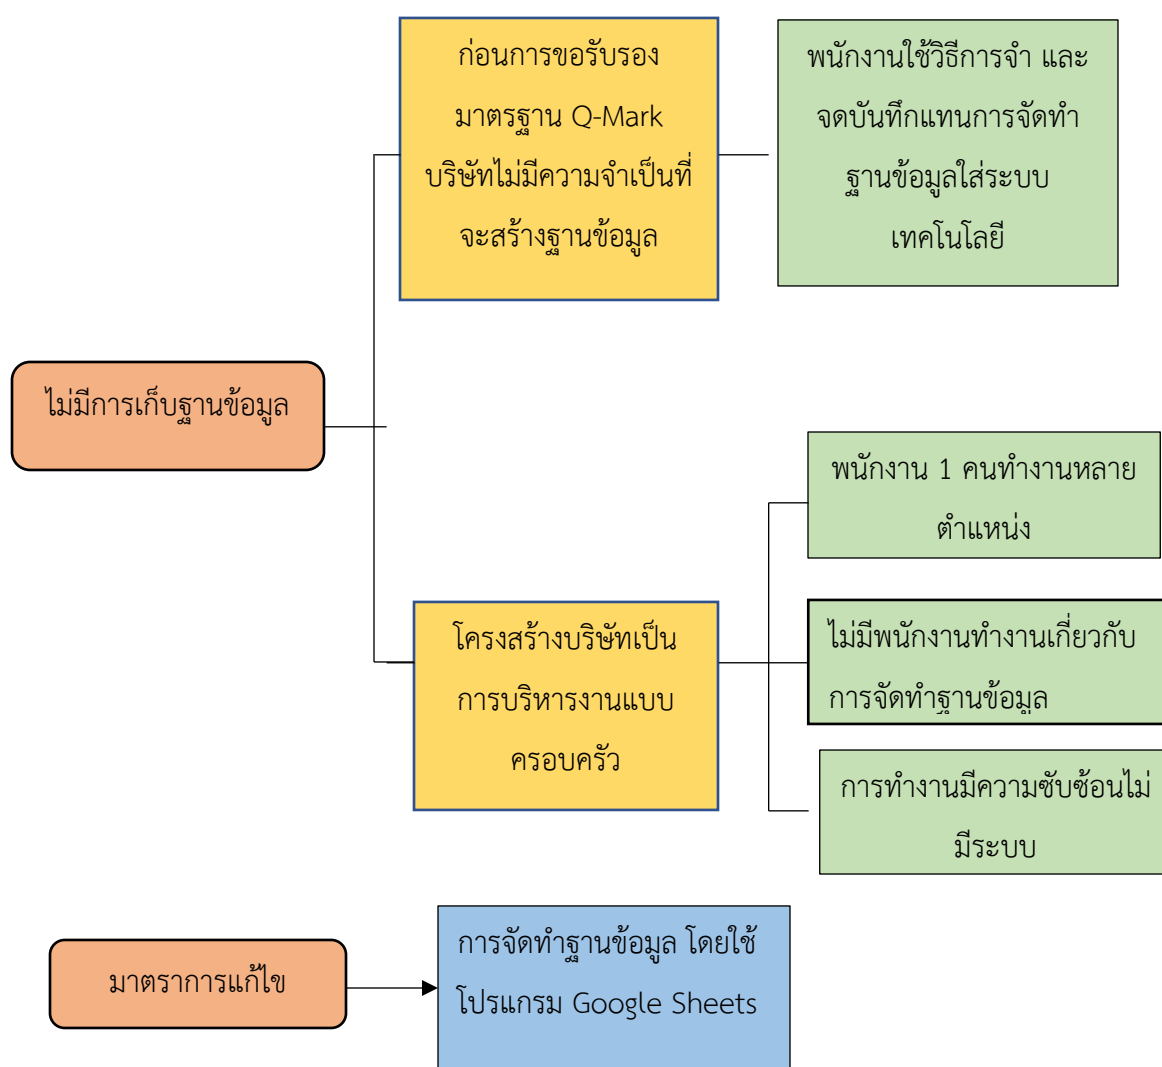 ก่อนการขอรับรอง
มาตรฐาน Q-Mark
บริษัทไม่มีความจำเป็นที่
จะสร้างฐานข้อมูล
พนักงานใช้วิธีการจำ และ
จดบันทึกแทนการจัดทำ
ฐานข้อมูลใส่ระบบ
เทคโนโลยี
ไม่มีการเก็บฐานข้อมูล
พนักงาน 1 คนทำงานหลาย
ตำแหน่ง
โครงสร้างบริษัทเป็น
การบริหารงานแบบ
ครอบครัว
ไม่มีพนักงานทำงานเกี่ยวกับ
การจัดทำฐานข้อมูล
การทำงานมีความซับซ้อนไม่
มีระบบ
มาตราการแก้ไข
การจัดทำฐานข้อมูล โดยใช้
โปรแกรม Google Sheets